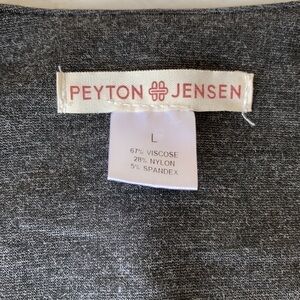 PEYTON JENSEN
L
67% VISCOSE
28% NYLON
5% SPANDEX